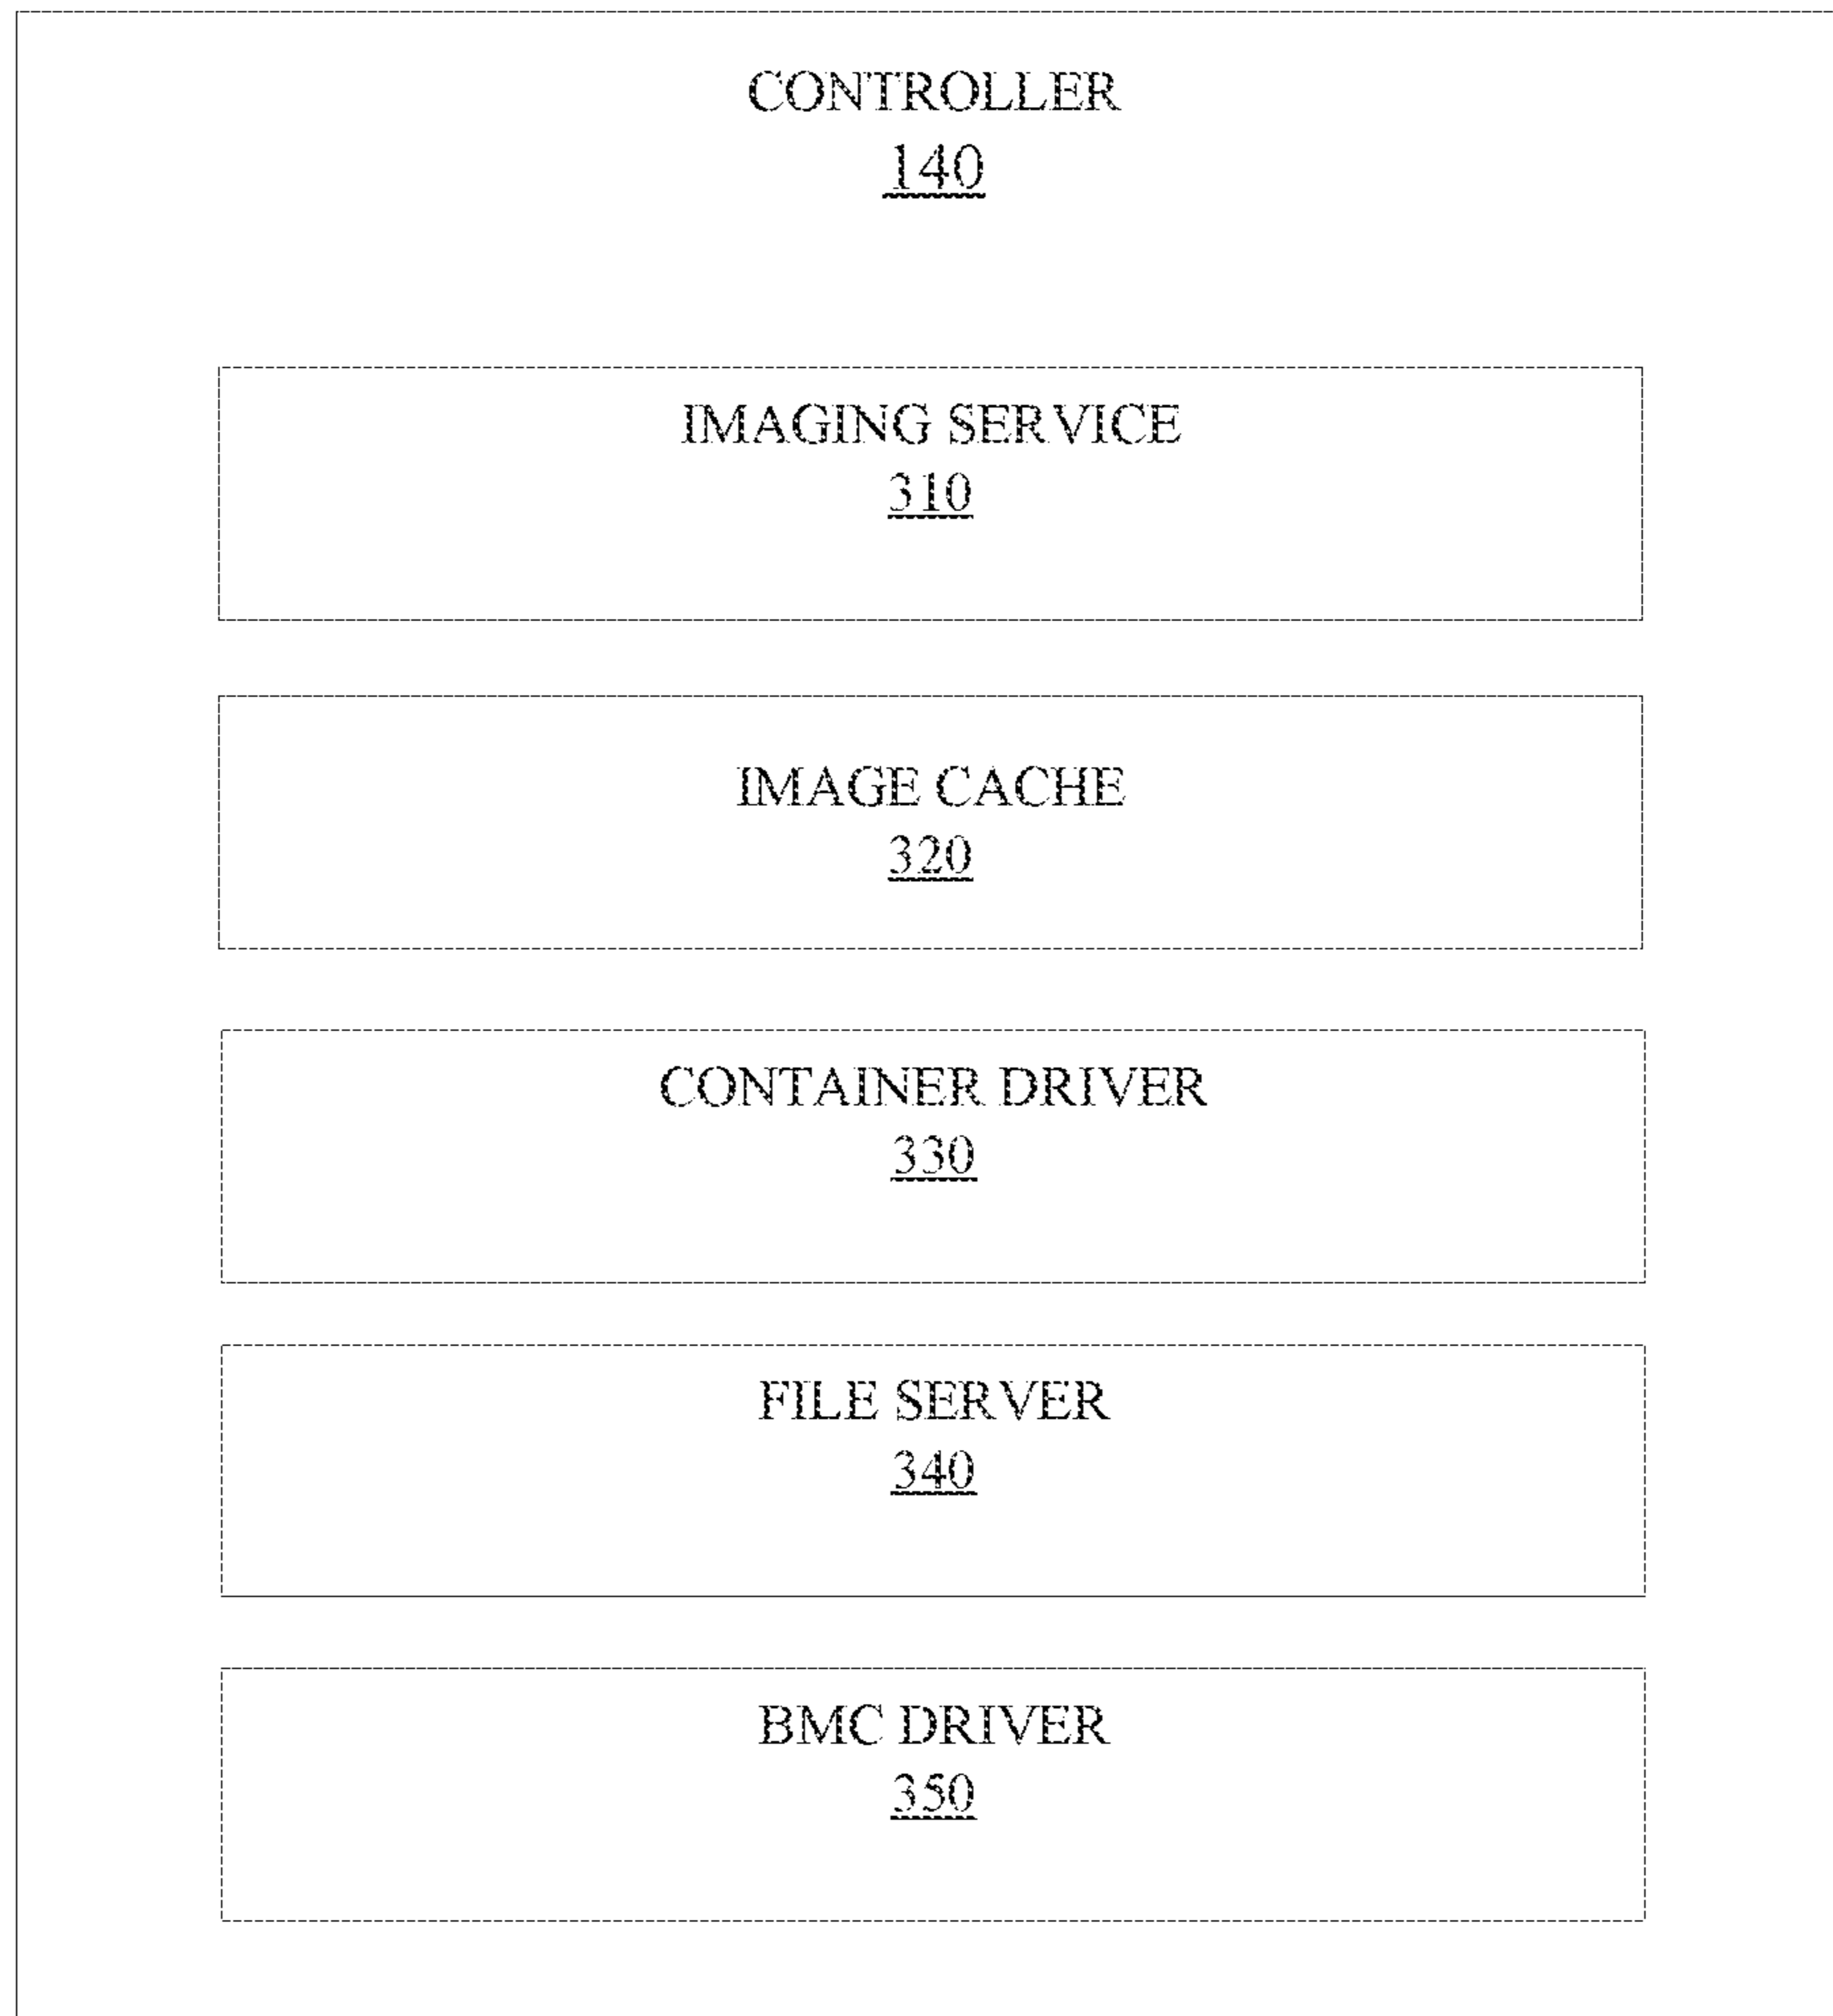 CONTROLLER
140
IMAGING SERVICE
310
IMAGE CACHE
320
CONTAINER DRIVER
330
FILE SERVER
340
BMC DRIVER
350